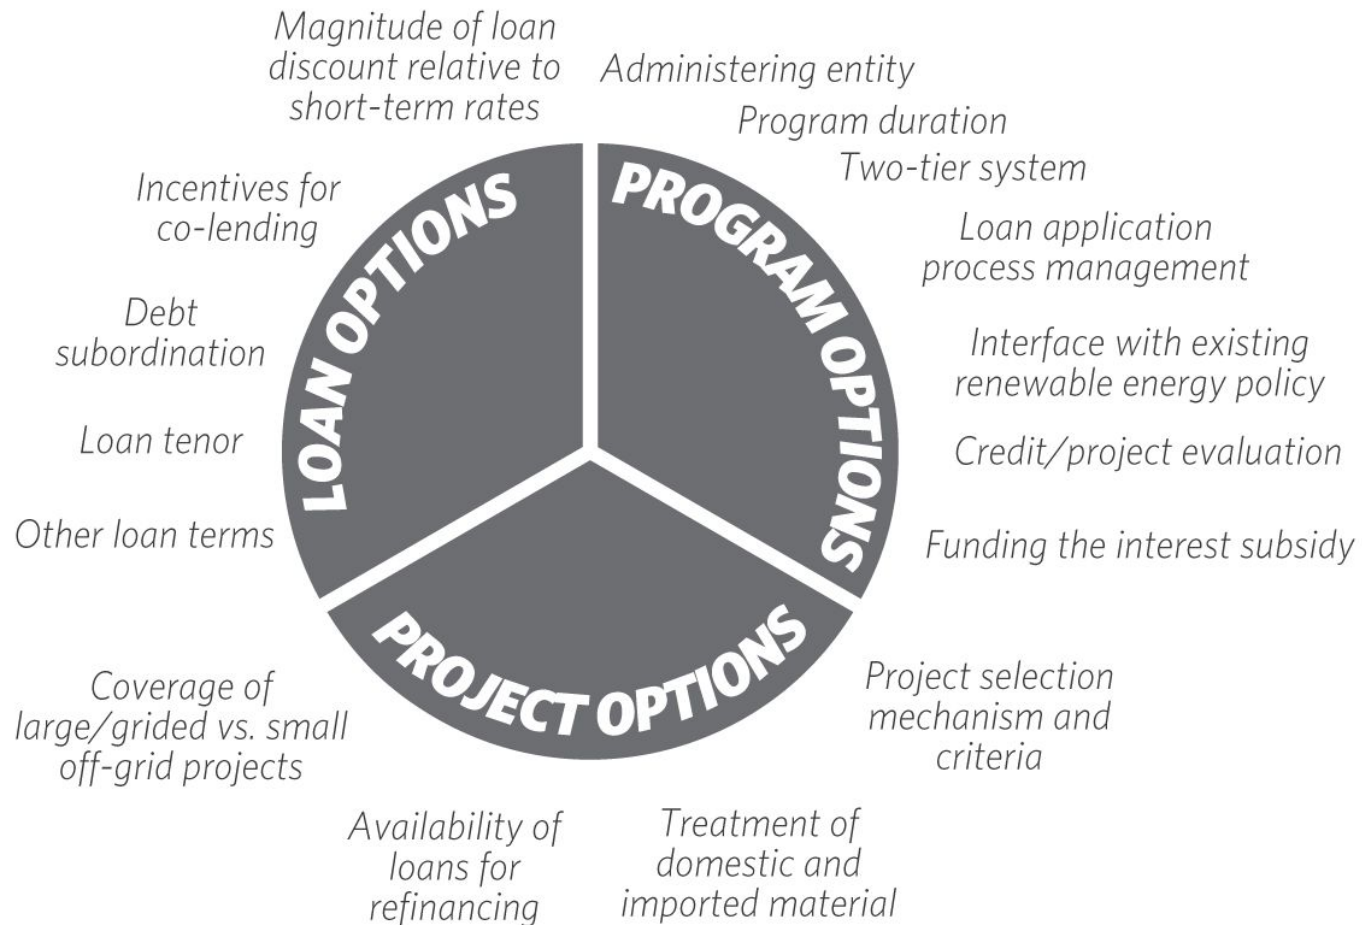 Magnitude of loan
discount relative to
short-term rates
Administering entity
Program duration
Two-tier system
Loan application
process management
Interface with existing
renewable energy policy
Credit/project evaluation
Funding the interest subsidy
PROGRAM OPTIONS
LOAN OPTIONS
Incentives for
co-lending
Debt
subordination
Loan tenor
Other loan terms
PROJECT OPTIONS
Coverage of
large/grided vs. small
off-grid projects
Availability of
loans for
refinancing
Treatment of
domestic and
imported material
Project selection
mechanism and
criteria